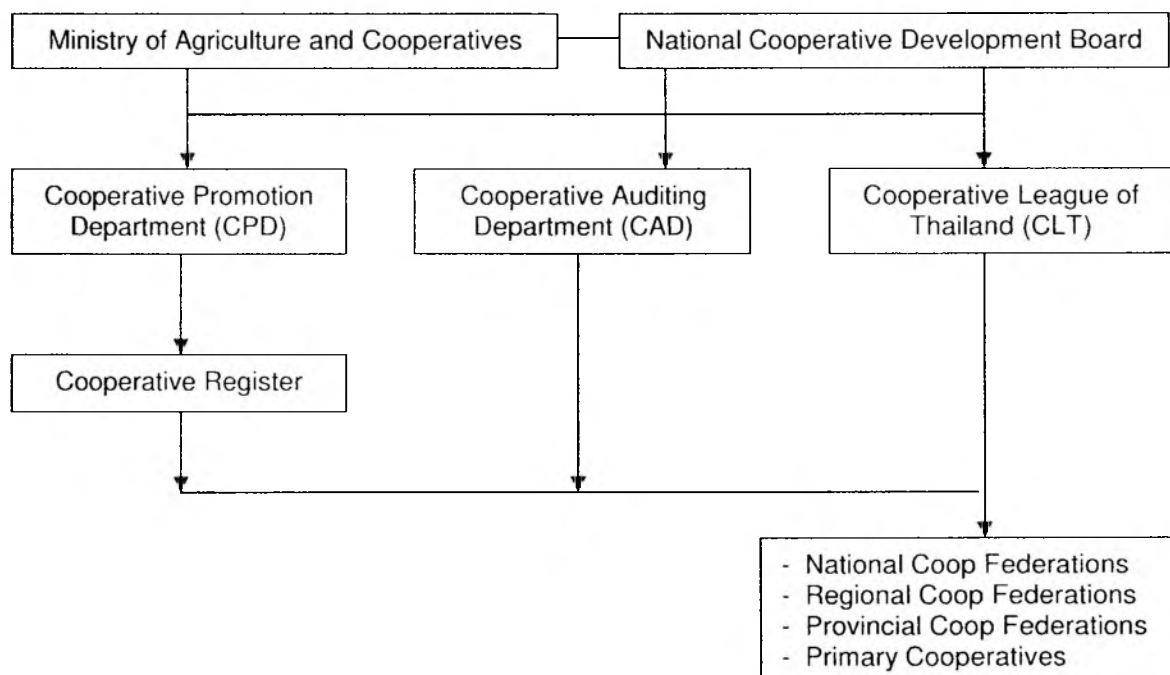 Ministry of Agriculture and Cooperatives
National Cooperative Development Board
Cooperative Promotion
Department (CPD)
Cooperative Auditing
Department (CAD)
Cooperative League of
Thailand (CLT)
Cooperative Register
- National Coop Federations
- Regional Coop Federations
- Provincial Coop Federations
- Primary Cooperatives